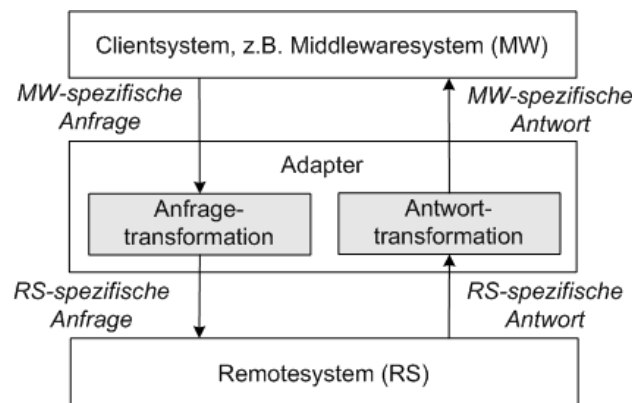 Clientsystem, z.B. Middlewaresystem (MW)
MW-spezifische
Anfrage
MW-spezifische
Antwort
Adapter
Anfrage-
transformation
Antwort-
transformation
RS-spezifische
Anfrage
RS-spezifische
Antwort
Remotesystem (RS)